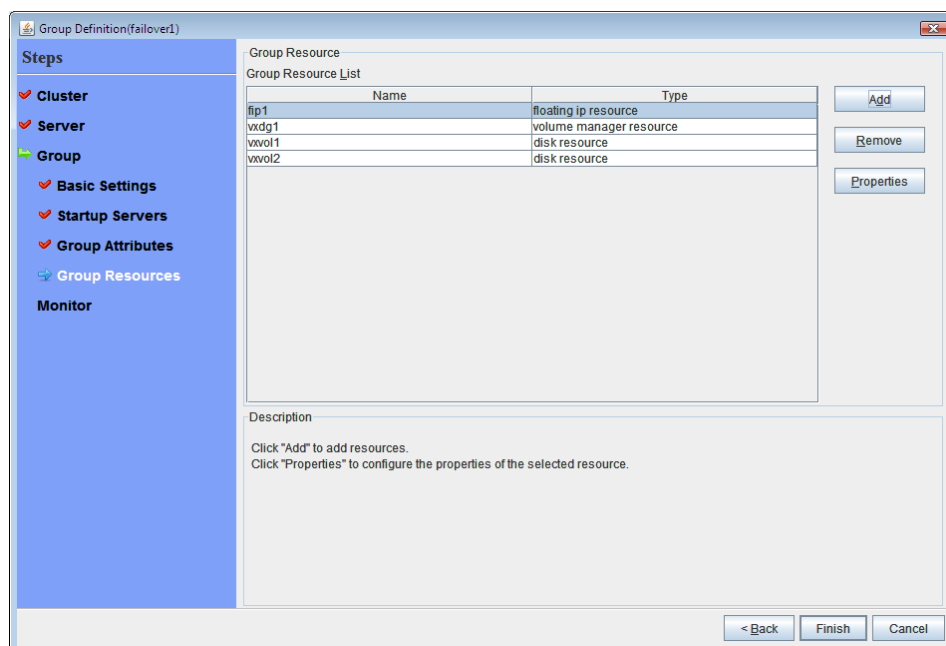 Group Definition(failover1)
Steps
Cluster
Server
Group
Basic Settings
Startup Servers
Group Attributes
Group Resources
Monitor
Group Resource
Group Resource List
Name Type
fip1 floating ip resource
vxdg1 volume manager resource
vxvol1 disk resource
vxvol2 disk resource
Add
Remove
Properties
Description
Click "Add" to add resources.
Click "Properties" to configure the properties of the selected resource.
< Back Finish Cancel